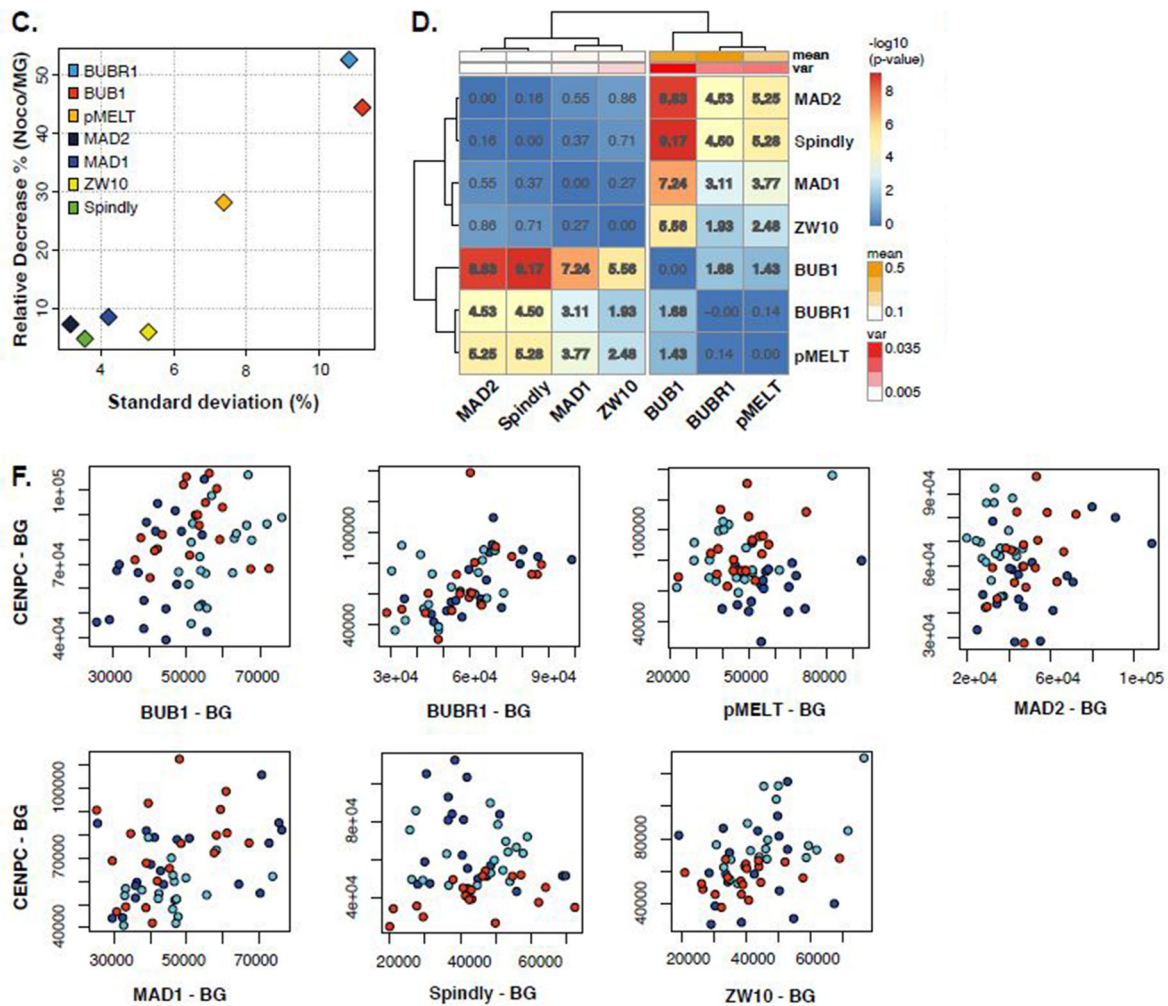 C.
Relative Decrease % (Noco/MG)
50
40
30
20
10
BUBR1
BUB1
pMELT
MAD2
MAD1
ZW10
Spindly
4 6 8 10
Standard deviation (%)
D.
mean
var
0.00 0.16 0.55 0.86 8.83 4.53 5.25 MAD2
0.16 0.00 0.37 0.71 9.17 4.50 5.28 Spindly
0.55 0.37 0.00 0.27 7.24 3.11 3.77 MAD1
0.86 0.71 0.27 0.00 5.56 1.93 2.48 ZW10
8.83 9.17 7.24 5.56 0.00 1.68 1.43 BUB1
4.53 4.50 3.11 1.93 1.68 -0.00 0.14 BUBR1
5.25 5.28 3.77 2.48 1.43 0.14 0.00 pMELT
MAD2 Spindly MAD1 ZW10 BUB1 BUBR1 pMELT
-log10
(p-value)
8
6
4
2
0
mean
0.5
0.1
var
0.035
0.005
F.
CENPC - BG
1e+05
7e+04
4e+04
30000 50000 70000
BUB1 - BG
100000
40000
3e+04 6e+04 9e+04
BUBR1 - BG
100000
40000
20000 50000 80000
pMELT - BG
9e+04
6e+04
3e+04
2e+04 6e+04 1e+05
MAD2 - BG
CENPC - BG
100000
70000
40000
30000 50000 70000
MAD1 - BG
8e+04
4e+04
20000 40000 60000
Spindly - BG
80000
40000
20000 40000 60000
ZW10 - BG